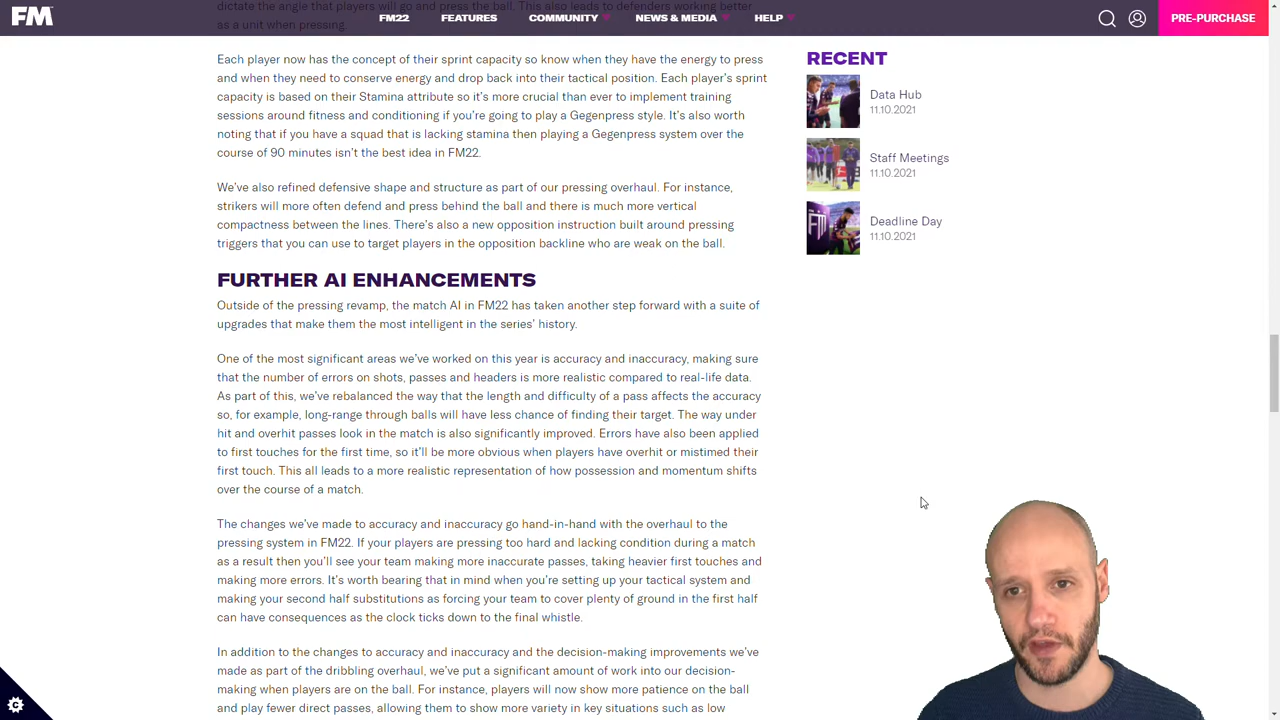 dictate the angle that players will go and press the ball. This also leads to defenders working better
as a unit when pressing.
FM
FM22
FEATURES
COMMUNITY
NEWS & MEDIA
HELP
PRE-PURCHASE
Each player now has the concept of their sprint capacity so know when they have the energy to press
and when they need to conserve energy and drop back into their tactical position. Each player's sprint
capacity is based on their Stamina attribute so it's more crucial than ever to implement training
sessions around fitness and conditioning if you're going to play a Gegenpress style. It's also worth
noting that if you have a squad that is lacking stamina then playing a Gegenpress system over the
course of 90 minutes isn't the best idea in FM22.
We've also refined defensive shape and structure as part of our pressing overhaul. For instance,
strikers will more often defend and press behind the ball and there is much more vertical
compactness between the lines. There's also a new opposition instruction built around pressing
triggers that you can use to target players in the opposition backline who are weak on the ball.
FURTHER AI ENHANCEMENTS
Outside of the pressing revamp, the match AI in FM22 has taken another step forward with a suite of
upgrades that make them the most intelligent in the series' history.
One of the most significant areas we've worked on this year is accuracy and inaccuracy, making sure
that the number of errors on shots, passes and headers is more realistic compared to real-life data.
As part of this, we've rebalanced the way that the length and difficulty of a pass affects the accuracy
so, for example, long-range through balls will have less chance of finding their target. The way under
hit and overhit passes look in the match is also significantly improved. Errors have also been applied
to first touches for the first time, so it'll be more obvious when players have overhit or mistimed their
first touch. This all leads to a more realistic representation of how possession and momentum shifts
over the course of a match.
The changes we've made to accuracy and inaccuracy go hand-in-hand with the overhaul to the
pressing system in FM22. If your players are pressing too hard and lacking condition during a match
as a result then you'll see your team making more inaccurate passes, taking heavier first touches and
making more errors. It's worth bearing that in mind when you're setting up your tactical system and
making your second half substitutions as forcing your team to cover plenty of ground in the first half
can have consequences as the clock ticks down to the final whistle.
In addition to the changes to accuracy and inaccuracy and the decision-making improvements we've
made as part of the dribbling overhaul, we've put a significant amount of work into our decision-
making when players are on the ball. For instance, players will now show more patience on the ball
and play fewer direct passes, allowing them to show more variety in key situations such as low
RECENT
Data Hub
11.10.2021
Staff Meetings
11.10.2021
Deadline Day
11.10.2021